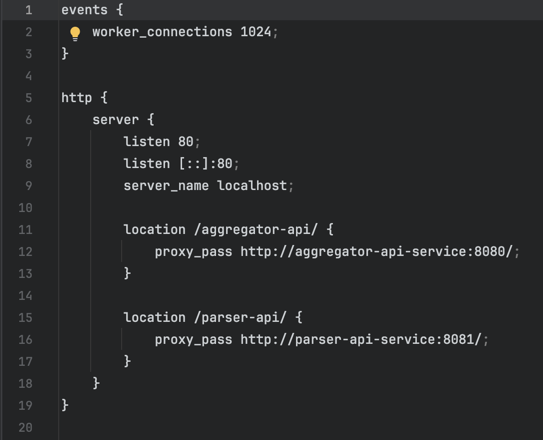 1 events {
2 worker_connections 1024;
3 }
4
5 http {
6 server {
7 listen 80;
8 listen [::]:80;
9 server_name localhost;
10
11 location /aggregator-api/ {
12 proxy_pass http://aggregator-api-service:8080/;
13 }
14
15 location /parser-api/ {
16 proxy_pass http://parser-api-service:8081/;
17 }
18 }
19 }
20